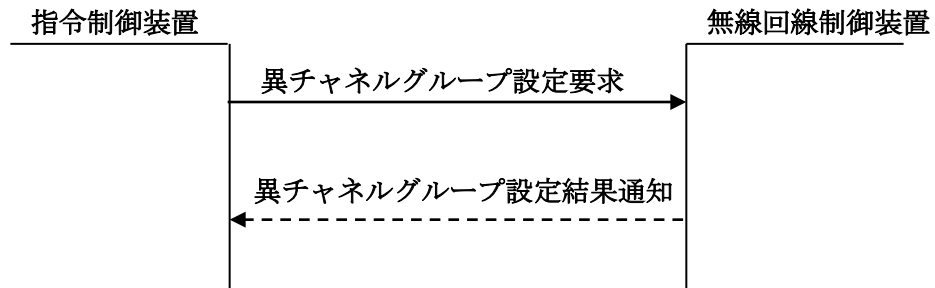 指令制御装置
無線回線制御装置
異チャネルグループ設定要求
異チャネルグループ設定結果通知